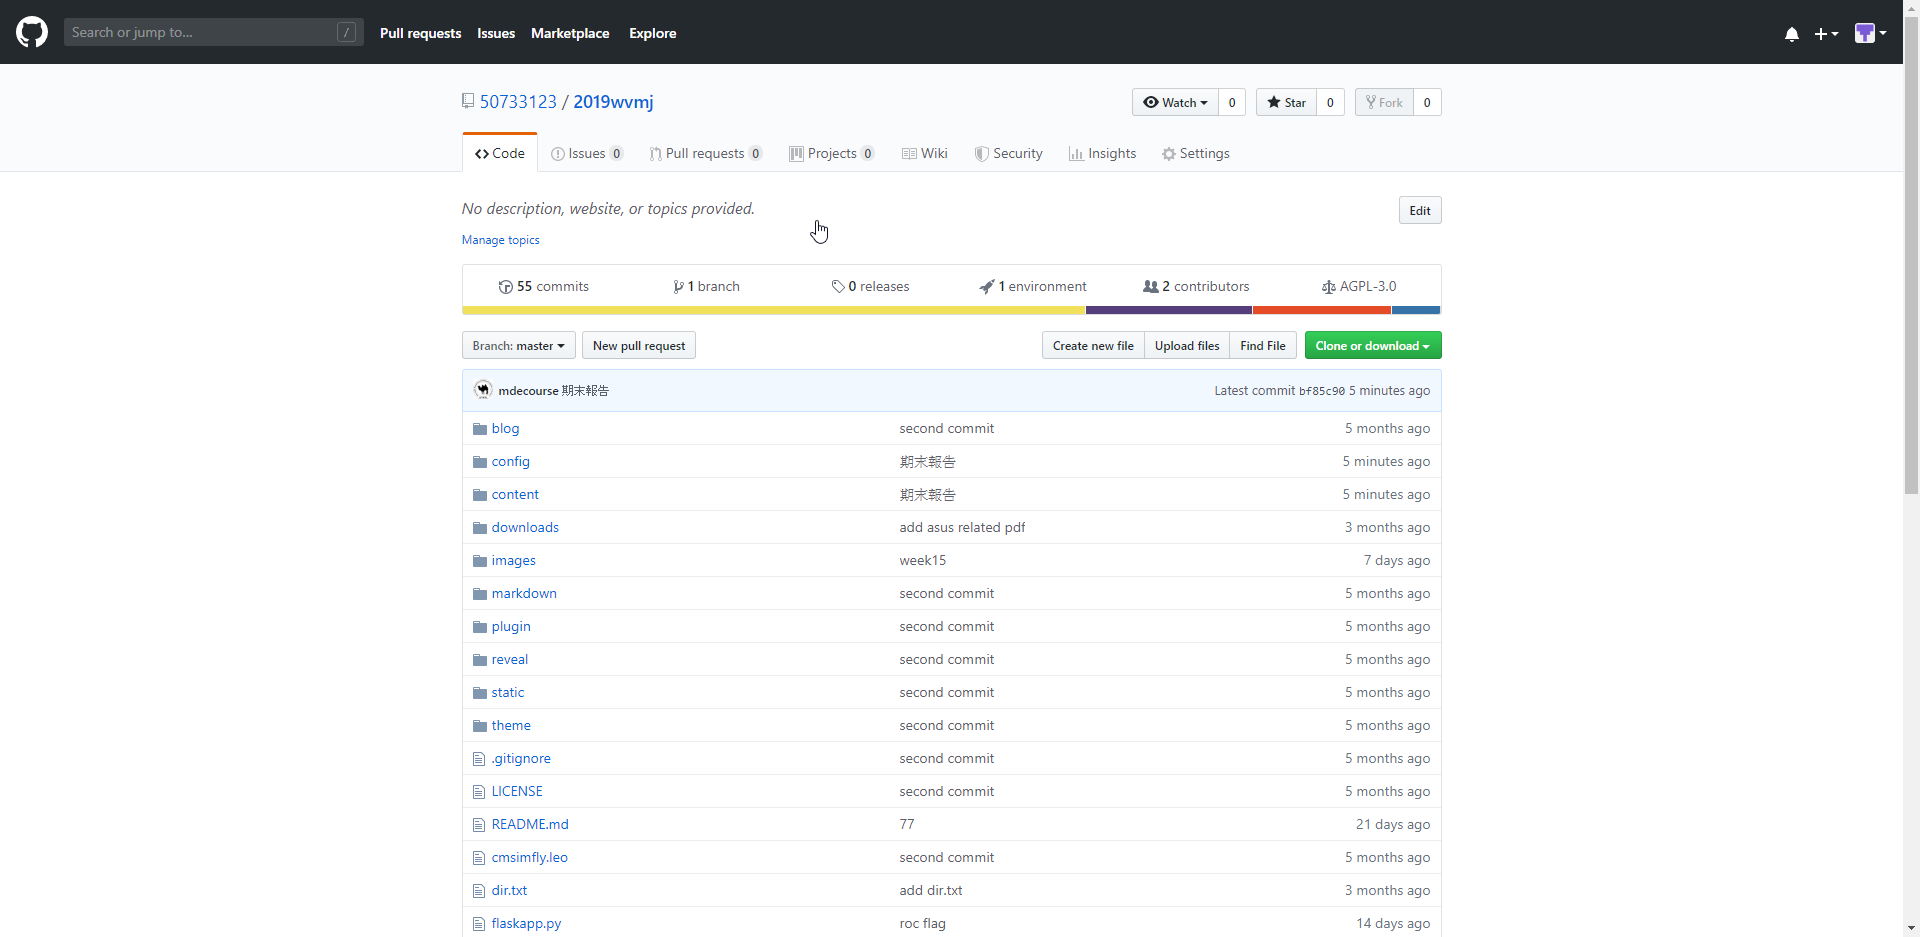 Search or jump to... / Pull requests Issues Marketplace Explore
50733123 / 2019wvmj Watch 0 Star 0 Fork 0
Code Issues 0 Pull requests 0 Projects 0 Wiki Security Insights Settings
No description, website, or topics provided. Edit
Manage topics
55 commits 1 branch 0 releases 1 environment 2 contributors AGPL-3.0
Branch: master New pull request Create new file Upload files Find File Clone or download
mdecourse 期末報告 Latest commit bf85c90 5 minutes ago
blog second commit 5 months ago
config 期末報告 5 minutes ago
content 期末報告 5 minutes ago
downloads add asus related pdf 3 months ago
images week15 7 days ago
markdown second commit 5 months ago
plugin second commit 5 months ago
reveal second commit 5 months ago
static second commit 5 months ago
theme second commit 5 months ago
.gitignore second commit 5 months ago
LICENSE second commit 5 months ago
README.md 77 21 days ago
cmsimfly.leo second commit 5 months ago
dir.txt add dir.txt 3 months ago
flaskapp.py roc flag 14 days ago